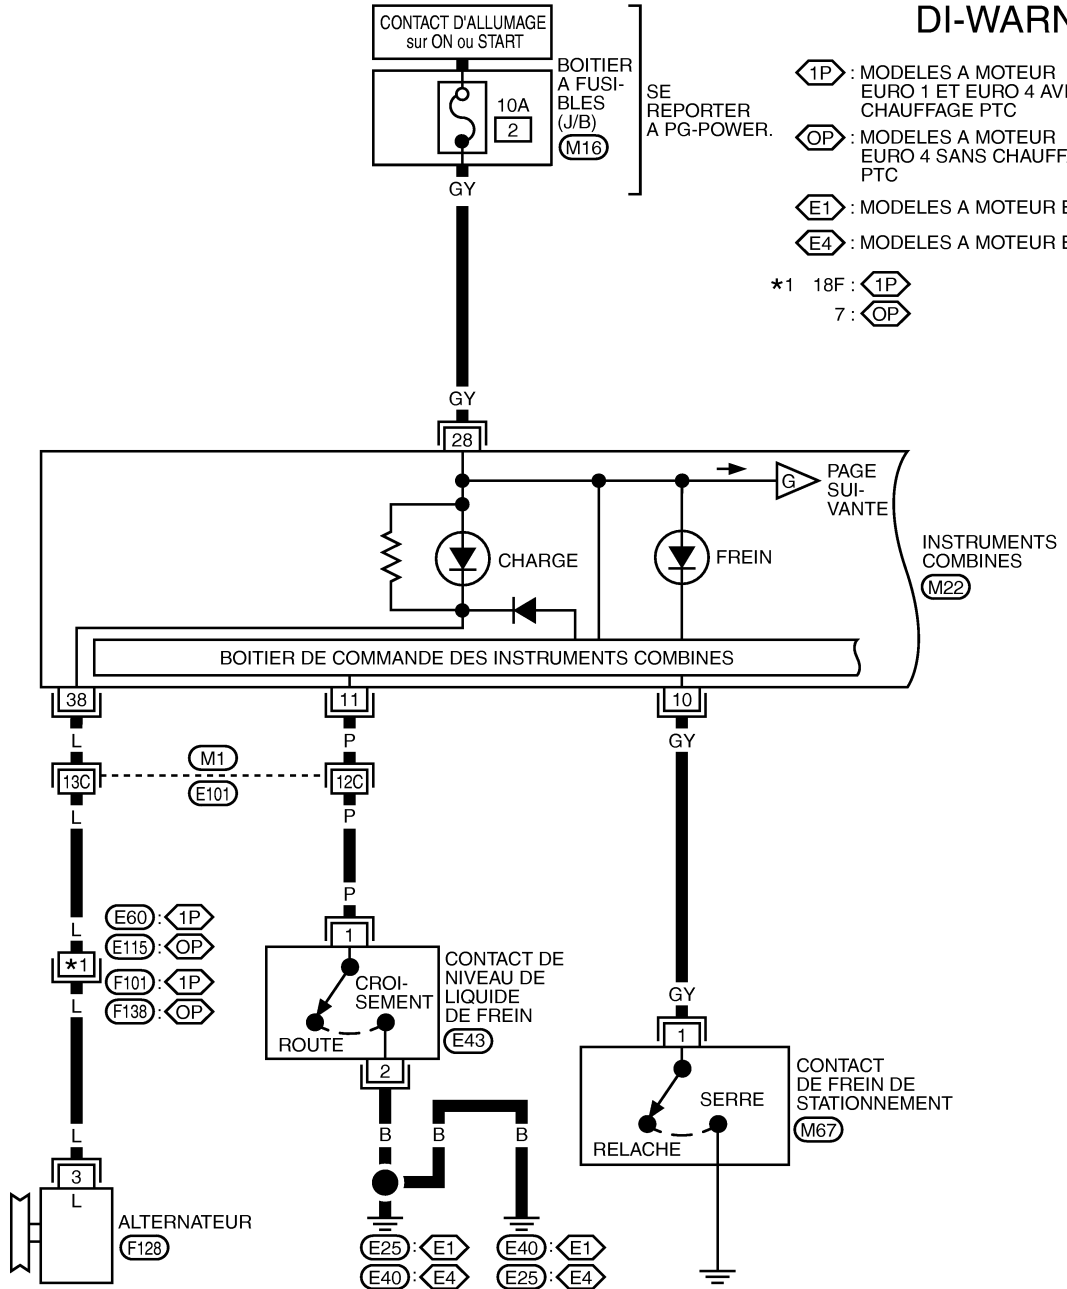 DI-WARN
CONTACT D'ALLUMAGE
sur ON ou START
BOITIER
A FUSI-
BLES
(J/B)
M16
10A
2
SE
REPORTER
A PG-POWER.
1P : MODELES A MOTEUR
EURO 1 ET EURO 4 AVE
CHAUFFAGE PTC
OP : MODELES A MOTEUR
EURO 4 SANS CHAUFFA
PTC
E1 : MODELES A MOTEUR E
E4 : MODELES A MOTEUR E
*1 18F : 1P
7 : OP
GY
GY
28
G
PAGE
SUI-
VANTE
CHARGE
FREIN
INSTRUMENTS
COMBINES
M22
BOITIER DE COMMANDE DES INSTRUMENTS COMBINES
38
11
10
L
P
GY
M1
13C
12C
E101
L
P
P
L
E60 : 1P
E115 : OP
*1
F101 : 1P
F138 : OP
L
1
CROI-
SEMENT
ROUTE
CONTACT DE
NIVEAU DE
LIQUIDE
DE FREIN
E43
2
GY
1
SERRE
RELACHE
CONTACT
DE FREIN DE
STATIONNEMENT
M67
L
B
B
B
3
L
ALTERNATEUR
F128
E25 : E1
E40 : E4
E40 : E1
E25 : E4